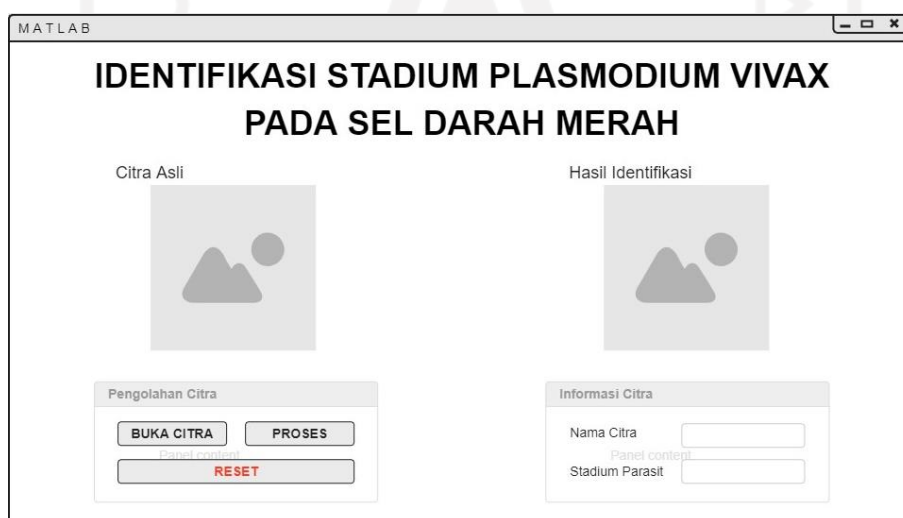 MATLAB
IDENTIFIKASI STADIUM PLASMODIUM VIVAX
PADA SEL DARAH MERAH
Citra Asli
Hasil Identifikasi
Pengolahan Citra
BUKA CITRA
PROSES
Panel content
RESET
Informasi Citra
Nama Citra
Panel content
Stadium Parasit